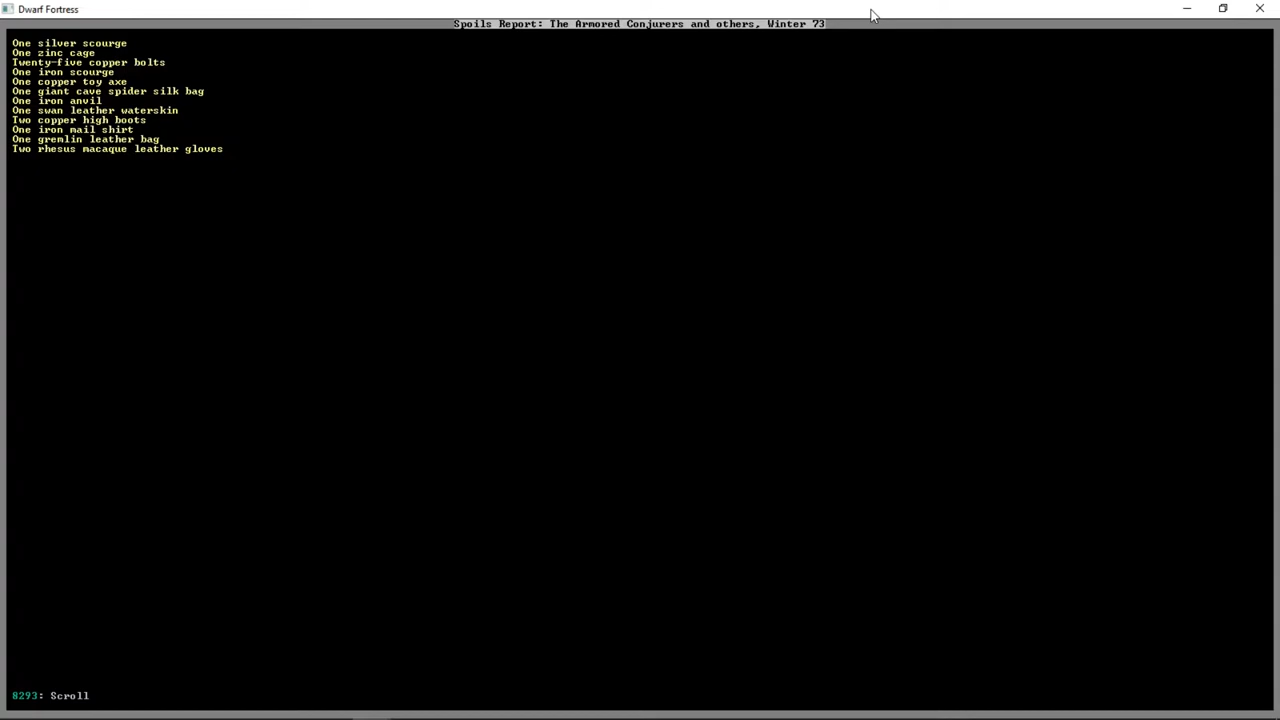 Dwarf Fortress
Spoils Report: The Armored Conjurers and others, Winter 73
One silver scourge
One zinc cage
Twenty-five copper bolts
One iron scourge
One copper toy axe
One giant cave spider silk bag
One iron anvil
One swan leather waterskin
Two copper high boots
One iron mail shirt
One gremlin leather bag
Two rhesus macaque leather gloves
8293: Scroll